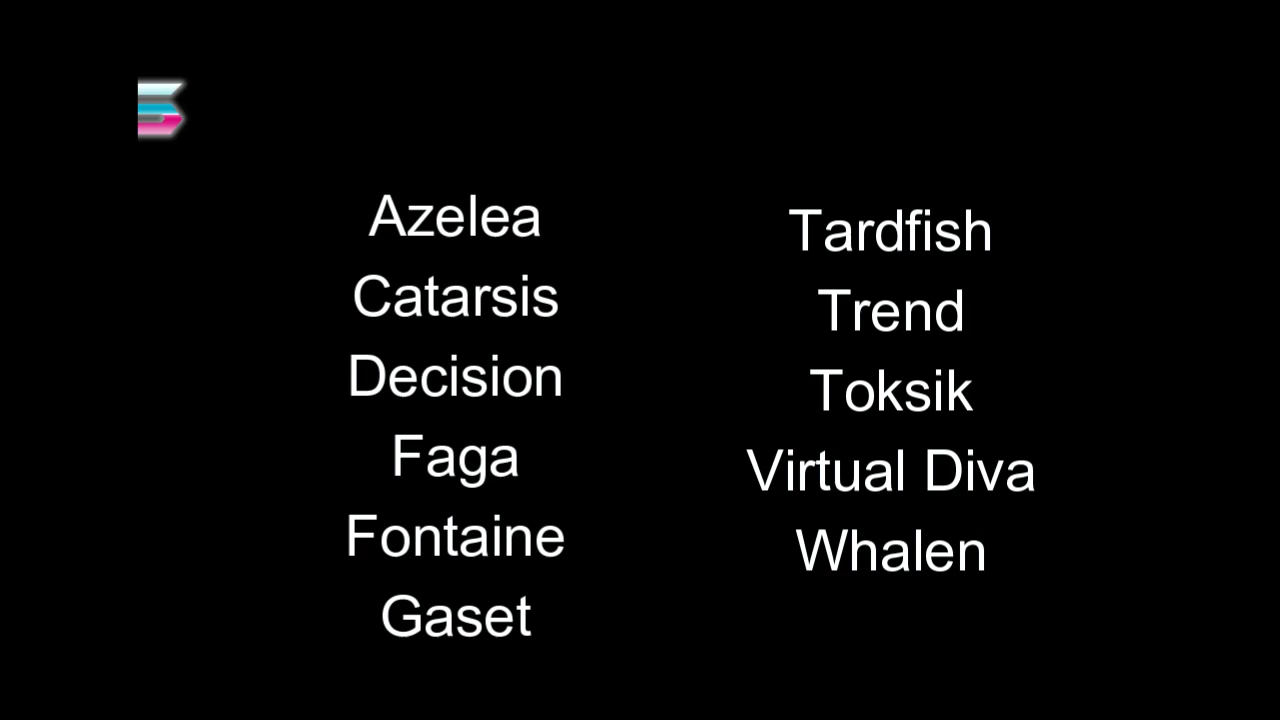 Azelea
Catarsis
Decision
Faga
Fontaine
Gaset
Tardfish
Trend
Toksik
Virtual Diva
Whalen